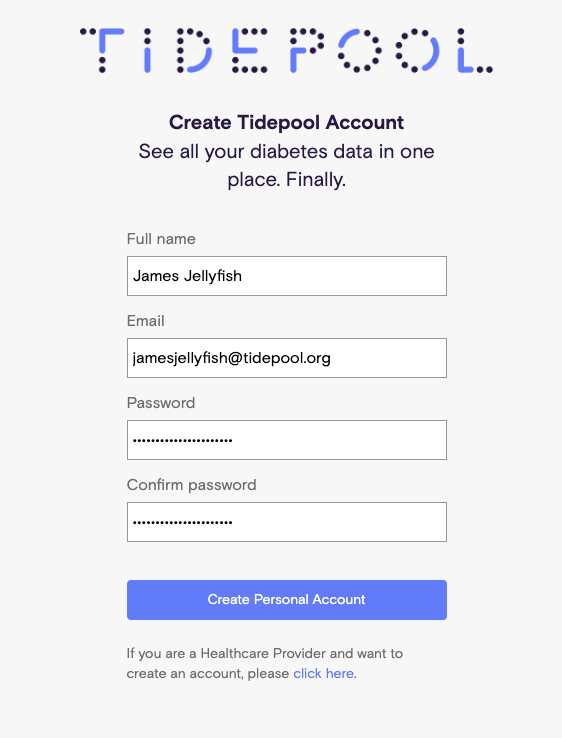 TIDEPOOL
Create Tidepool Account
See all your diabetes data in one
place. Finally.
Full name
James Jellyfish
Email
jamesjellyfish@tidepool.org
Password
••••••••••••••••••••••
Confirm password
••••••••••••••••••••••
Create Personal Account
If you are a Healthcare Provider and want to
create an account, please click here.